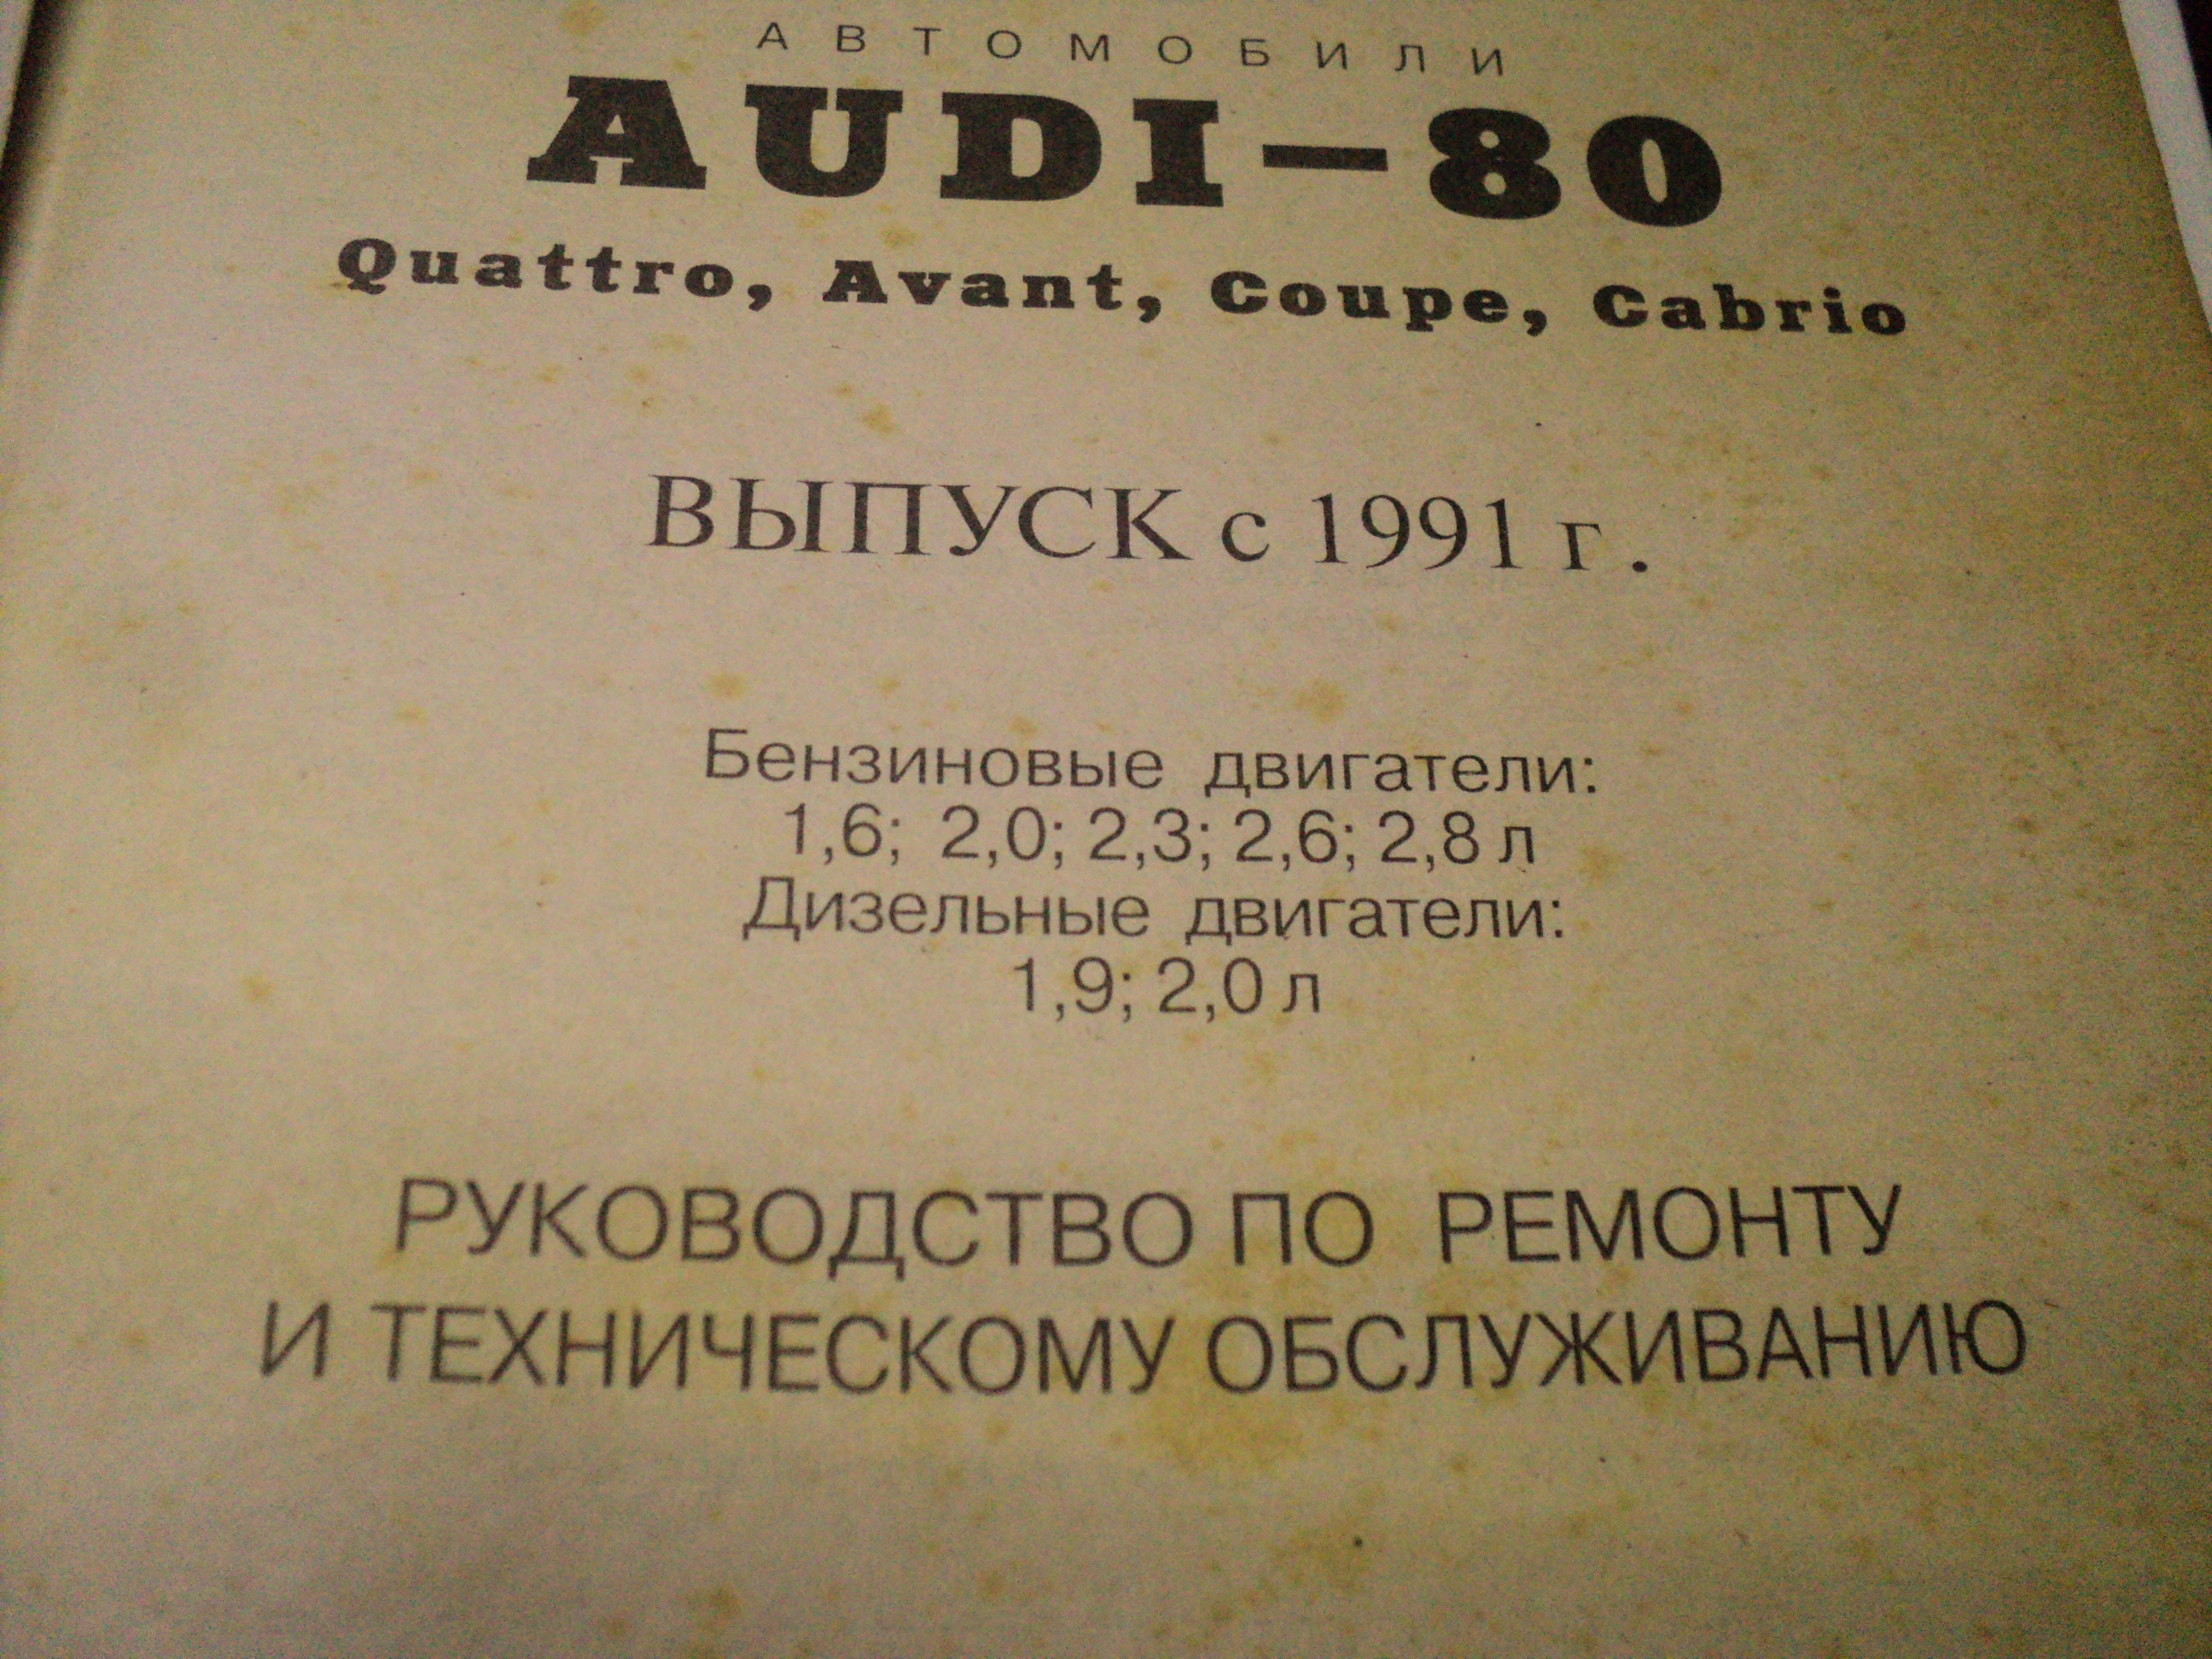 АВТОМОБИЛИ
AUDI–80
Quattro, Avant, Coupe, Cabrio
ВЫПУСК с 1991 г.
Бензиновые двигатели:
1,6; 2,0; 2,3; 2,6; 2,8 л
Дизельные двигатели:
1,9; 2,0 л
РУКОВОДСТВО ПО РЕМОНТУ
И ТЕХНИЧЕСКОМУ ОБСЛУЖИВАНИЮ